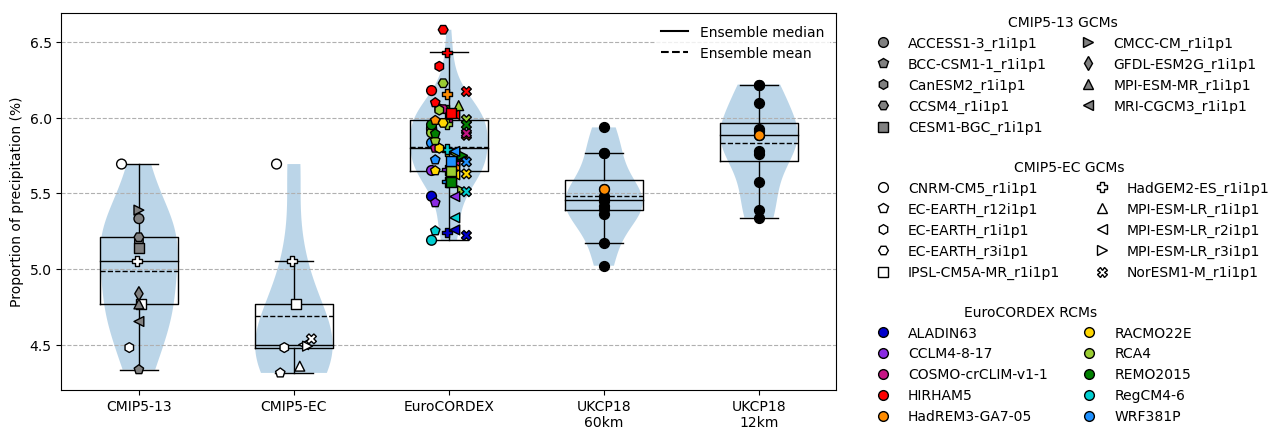 Proportion of precipitation (%)
6.5
6.0
5.5
5.0
4.5
Ensemble median
Ensemble mean
CMIP5-13
CMIP5-EC
EuroCORDEX
UKCP18
60km
UKCP18
12km
CMIP5-13 GCMs
ACCESS1-3_r1i1p1
BCC-CSM1-1_r1i1p1
CanESM2_r1i1p1
CCSM4_r1i1p1
CESM1-BGC_r1i1p1
CMCC-CM_r1i1p1
GFDL-ESM2G_r1i1p1
MPI-ESM-MR_r1i1p1
MRI-CGCM3_r1i1p1
CMIP5-EC GCMs
CNRM-CM5_r1i1p1
EC-EARTH_r12i1p1
EC-EARTH_r1i1p1
EC-EARTH_r3i1p1
IPSL-CM5A-MR_r1i1p1
HadGEM2-ES_r1i1p1
MPI-ESM-LR_r1i1p1
MPI-ESM-LR_r2i1p1
MPI-ESM-LR_r3i1p1
NorESM1-M_r1i1p1
EuroCORDEX RCMs
ALADIN63
CCLM4-8-17
COSMO-crCLIM-v1-1
HIRHAM5
HadREM3-GA7-05
RACMO22E
RCA4
REMO2015
RegCM4-6
WRF381P